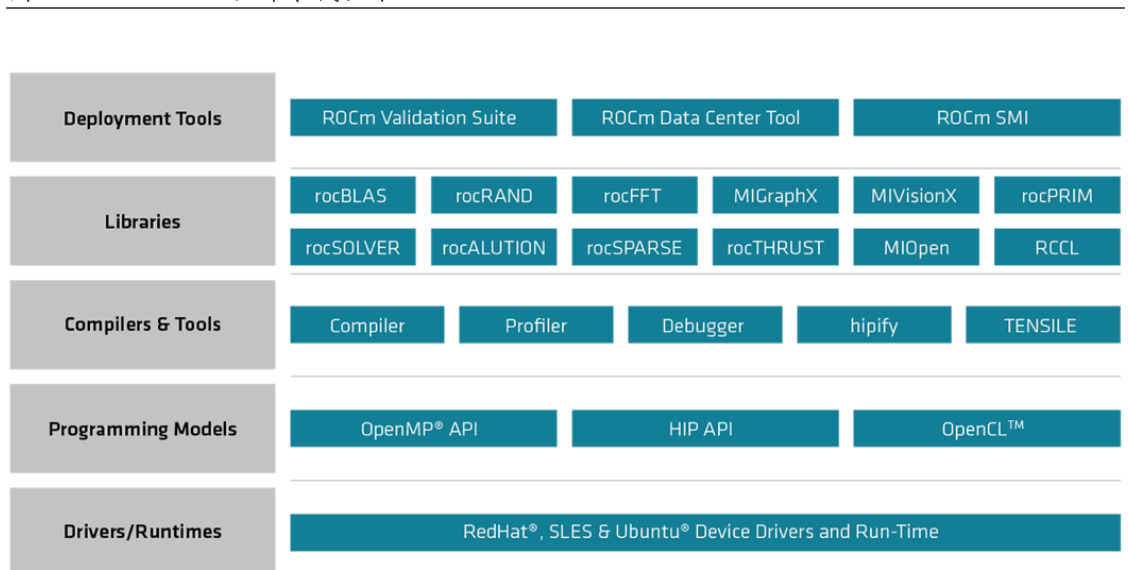 Deployment Tools
ROCm Validation Suite ROCm Data Center Tool ROCm SMI
Libraries
rocBLAS rocRAND rocFFT MIGraphX MIVisionX rocPRIM
rocSOLVER rocALUTION rocSPARSE rocTHRUST MIOpen RCCL
Compilers & Tools
Compiler Profiler Debugger hipify TENSILE
Programming Models
OpenMP® API HIP API OpenCL™
Drivers/Runtimes
RedHat®, SLES & Ubuntu® Device Drivers and Run-Time